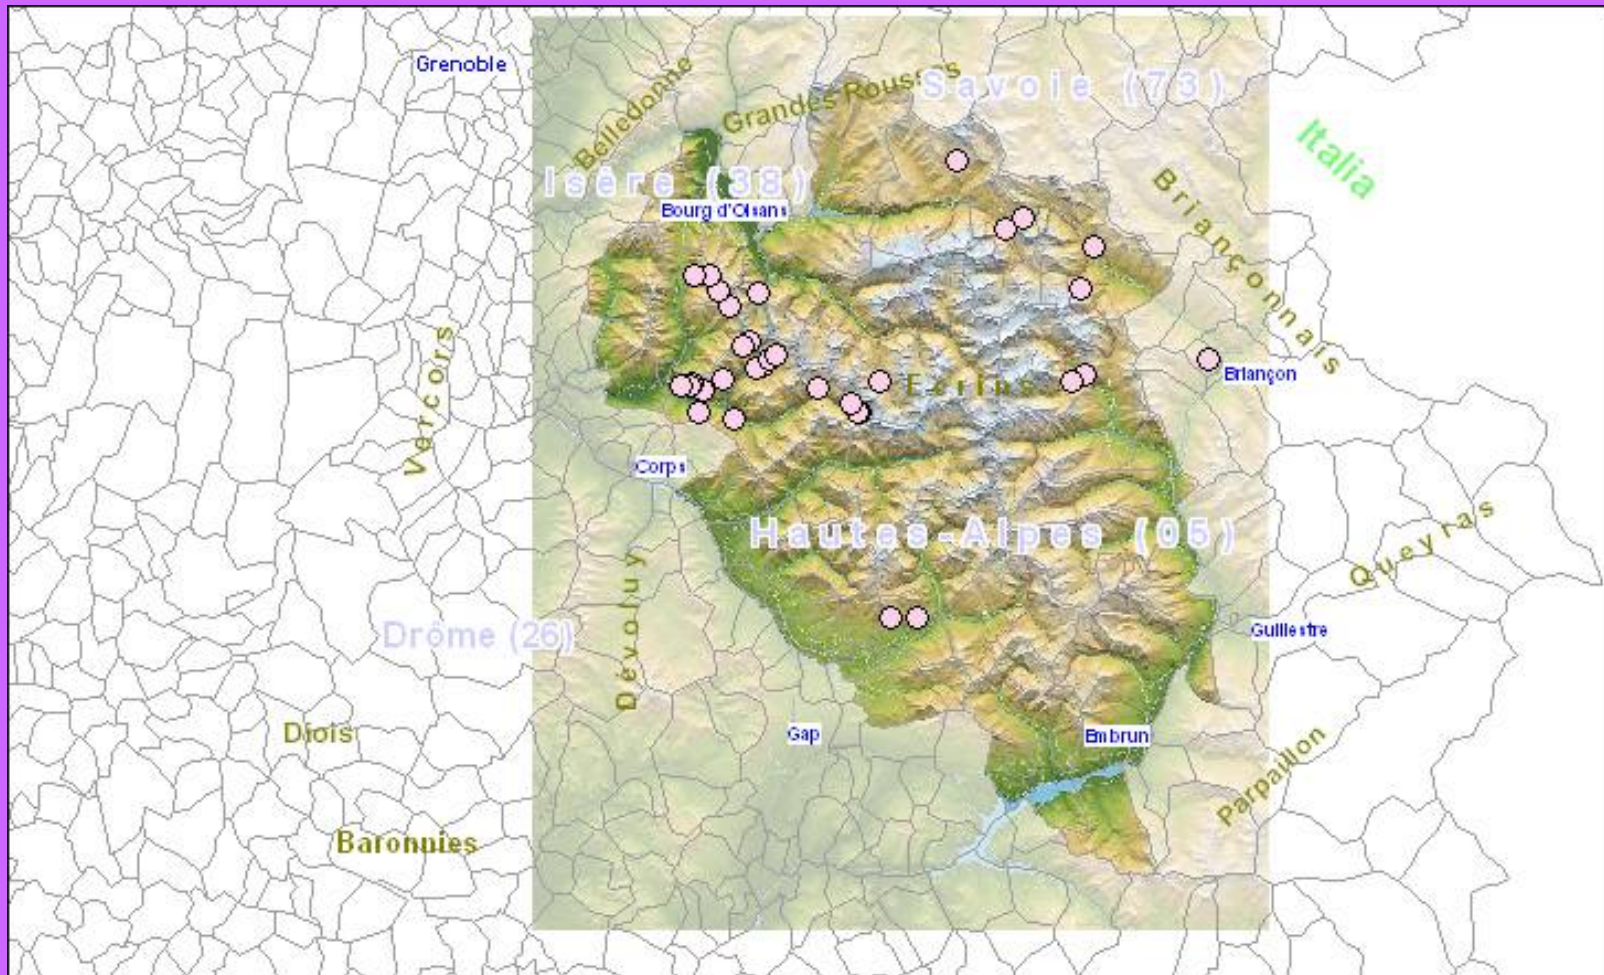 Grenoble
Belledonne
Grandes Rousses
Savoie (73)
Italia
Isère (38)
Bourg d'Oisans
Briançonnais
Vercors
Ecrins
Briançon
Corps
Hautes-Alpes (05)
Queyras
Dévoluy
Drôme (26)
Guillestre
Diois
Gap
Embrun
Parpaillon
Baronnies